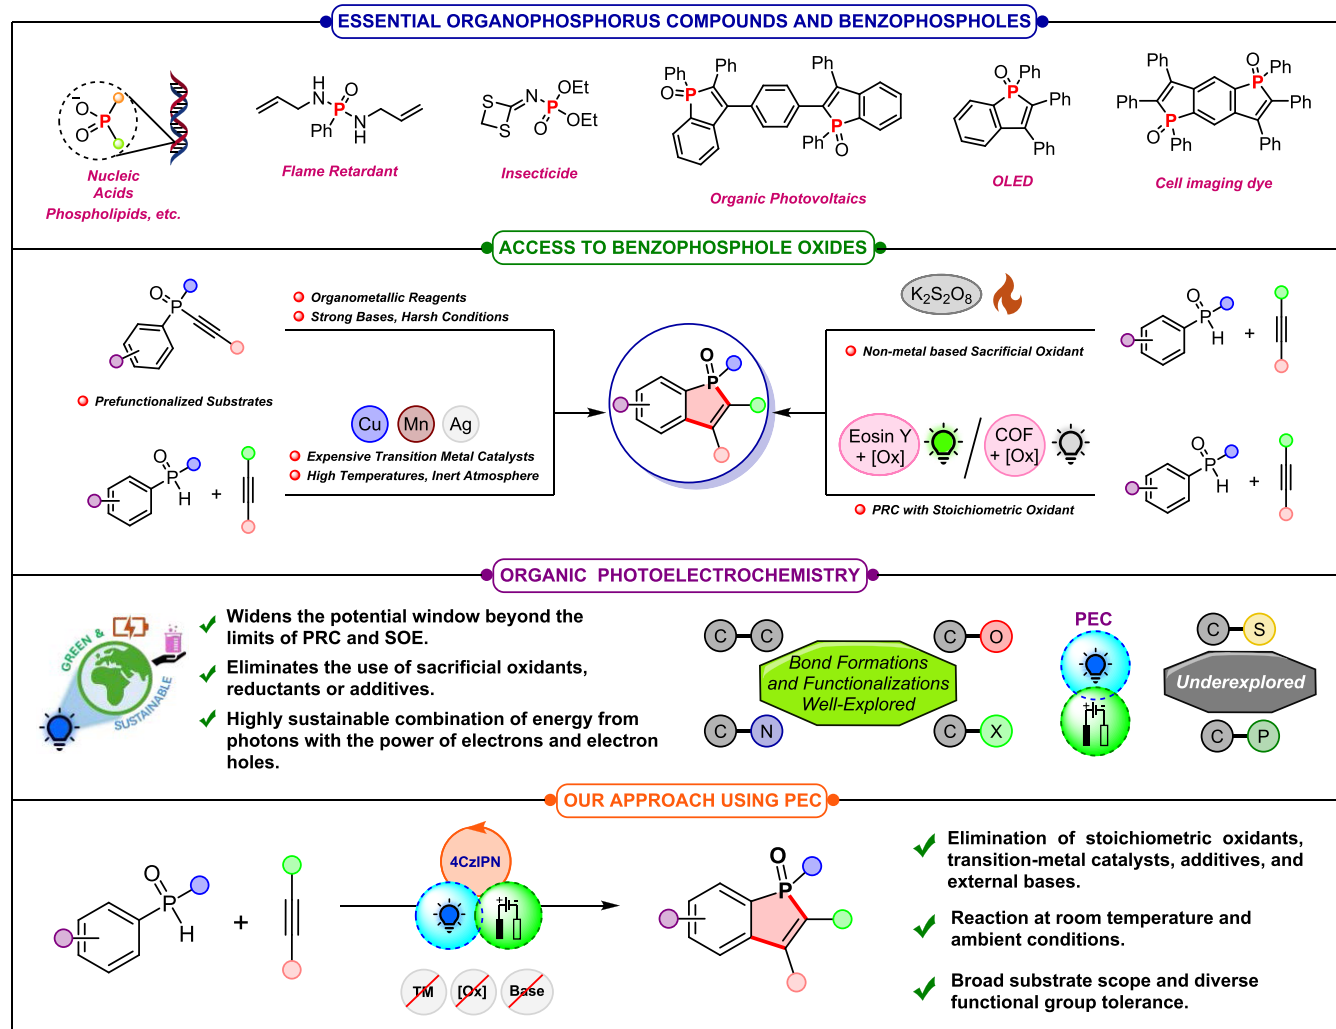 ESSENTIAL ORGANOPHOSPHORUS COMPOUNDS AND BENZOPHOSPHOLES
Nucleic
Acids
Phospholipids, etc.
Flame Retardant
Insecticide
Organic Photovoltaics
OLED
Cell imaging dye
ACCESS TO BENZOPHOSPHOLE OXIDES
Organometallic Reagents
Strong Bases, Harsh Conditions
Prefunctionalized Substrates
Cu Mn Ag
Expensive Transition Metal Catalysts
High Temperatures, Inert Atmosphere
K2S2O8
Non-metal based Sacrificial Oxidant
Eosin Y
+ [Ox]
COF
+ [Ox]
PRC with Stoichiometric Oxidant
ORGANIC PHOTOELECTROCHEMISTRY
GREEN &
SUSTAINABLE
Widens the potential window beyond the
limits of PRC and SOE.
Eliminates the use of sacrificial oxidants,
reductants or additives.
Highly sustainable combination of energy from
photons with the power of electrons and electron
holes.
C C
C O
Bond Formations
and Functionalizations
Well-Explored
C N
C X
PEC
C S
Underexplored
C P
OUR APPROACH USING PEC
4CzIPN
TM [Ox] Base
Elimination of stoichiometric oxidants,
transition-metal catalysts, additives, and
external bases.
Reaction at room temperature and
ambient conditions.
Broad substrate scope and diverse
functional group tolerance.